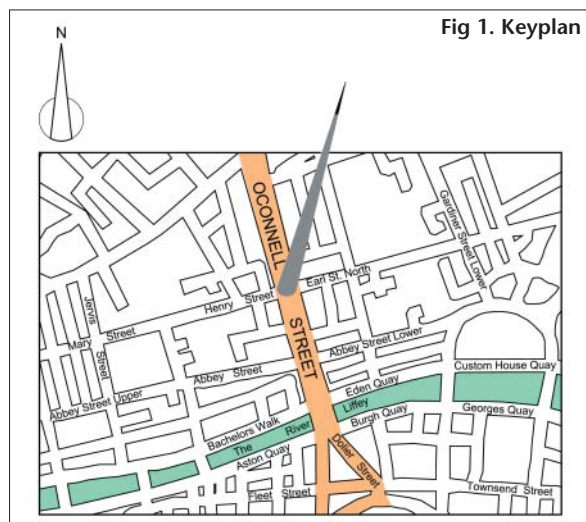 Fig 1. Keyplan
N
OCONNELL
STREET
Gardiner Street Lower
Earl St. North
Henry Street
Jervis
Street
Mary Street
Abbey Street Lower
Abbey Street
Abbey Street Upper
Custom House Quay
Eden Quay
Bachelors Walk
The River Liffey
Georges Quay
Burgh Quay
Aston Quay
Doiler Street
Fleet Street
Townsend Street